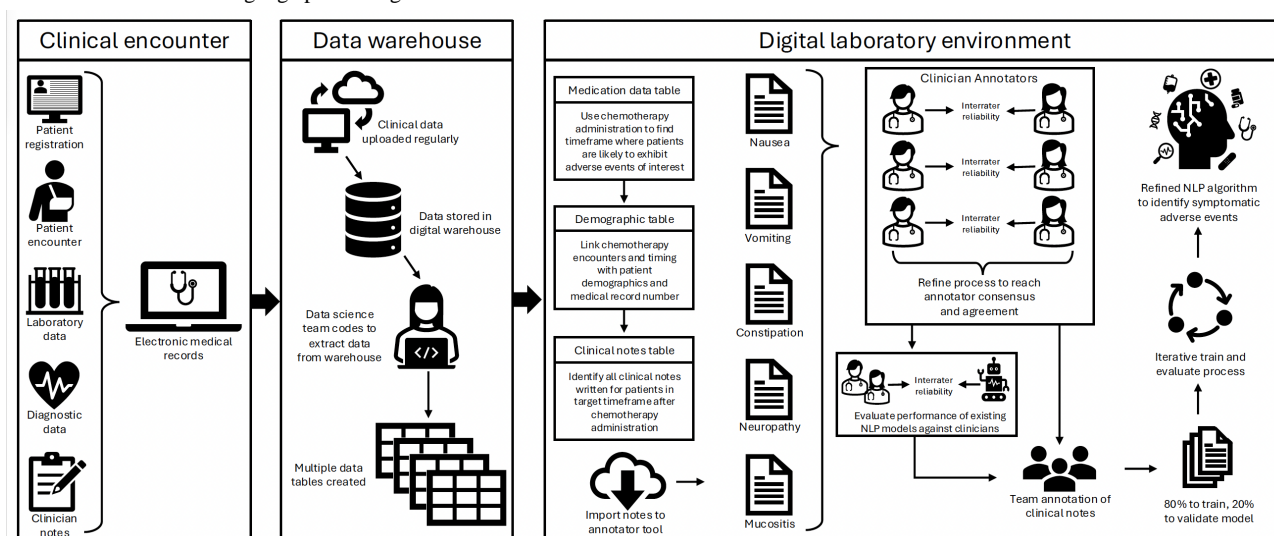 Clinical encounter
Patient
registration
Patient
encounter
Laboratory
data
Diagnostic
data
Clinician
notes
Electronic medical
records
Data warehouse
Clinical data
uploaded regularly
Data stored in
digital warehouse
Data science
team codes to
extract data
from warehouse
Multiple data
tables created
Digital laboratory environment
Medication data table
Use chemotherapy
administration to find
timeframe where patients
are likely to exhibit
adverse events of interest
Demographic table
Link chemotherapy
encounters and timing
with patient
demographics and
medical record number
Clinical notes table
Identify all clinical notes
written for patients in
target timeframe after
chemotherapy
administration
Import notes to
annotator tool
Nausea
Vomiting
Constipation
Neuropathy
Mucositis
Clinician Annotators
Interrater
reliability
Interrater
reliability
Interrater
reliability
Refine process to reach
annotator consensus
and agreement
Interrater
reliability
Evaluate performance of existing
NLP models against clinicians
Team annotation of
clinical notes
80% to train, 20%
to validate model
Iterative train and
evaluate process
Refined NLP algorithm
to identify symptomatic
adverse events